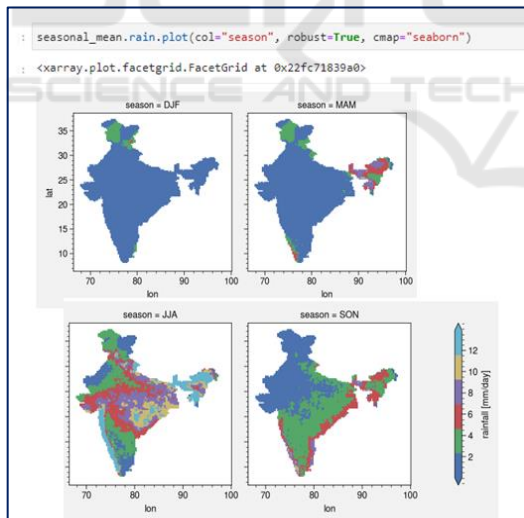 : seasonal_mean.rain.plot(col="season", robust=True, cmap="seaborn")
: <xarray.plot.facetgrid.FacetGrid at 0x22fc71839a0>
SCIENCE AND TECH
season = DJF
season = MAM
35
30
25
20
15
10
lat
70 80 90 100
70 80 90 100
lon
lon
season = JJA
season = SON
12
10
8
6
4
2
rainfall [mm/day]
70 80 90 100
70 80 90 100
lon
lon